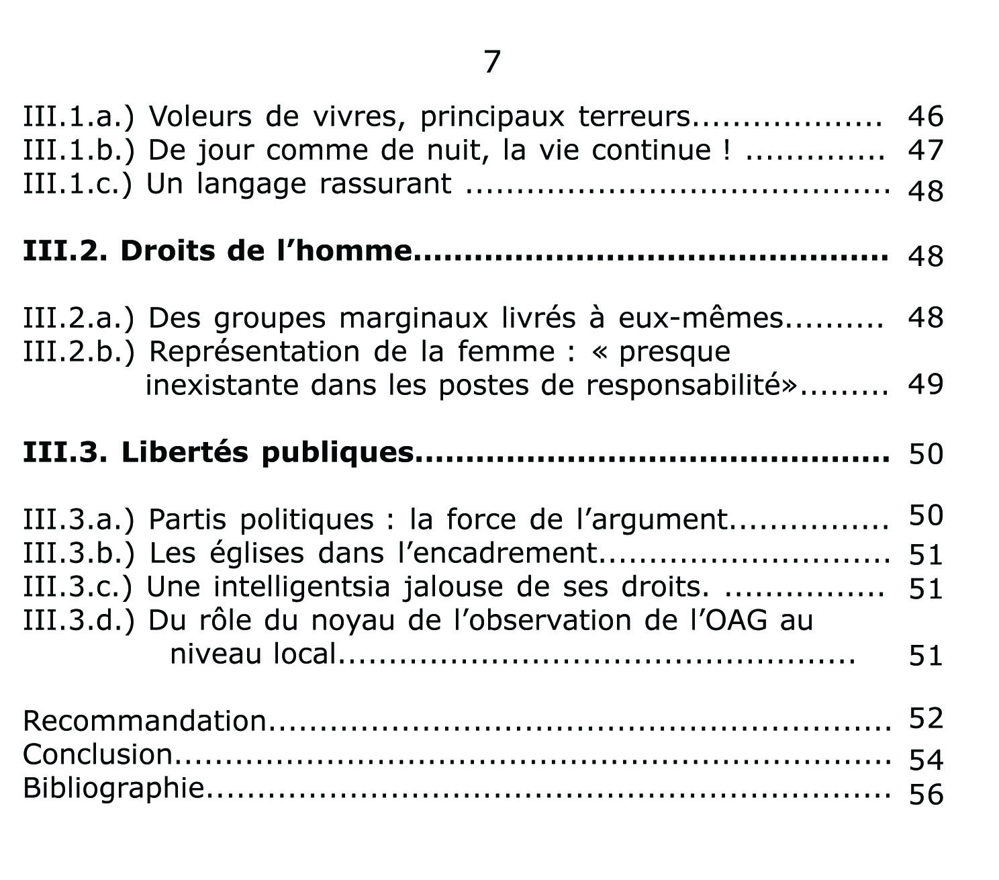 7
III.1.a.) Voleurs de vivres, principaux terreurs................... 46
III.1.b.) De jour comme de nuit, la vie continue ! .............. 47
III.1.c.) Un langage rassurant .......................................... 48
III.2. Droits de l’homme............................................... 48
III.2.a.) Des groupes marginaux livrés à eux-mêmes.......... 48
III.2.b.) Représentation de la femme : « presque
inexistante dans les postes de responsabilité»......... 49
III.3. Libertés publiques............................................... 50
III.3.a.) Partis politiques : la force de l’argument................ 50
III.3.b.) Les églises dans l’encadrement............................. 51
III.3.c.) Une intelligentsia jalouse de ses droits. ................ 51
III.3.d.) Du rôle du noyau de l’observation de l’OAG au
niveau local................................................... 51
Recommandation.............................................................. 52
Conclusion....................................................................... 54
Bibliographie.................................................................... 56